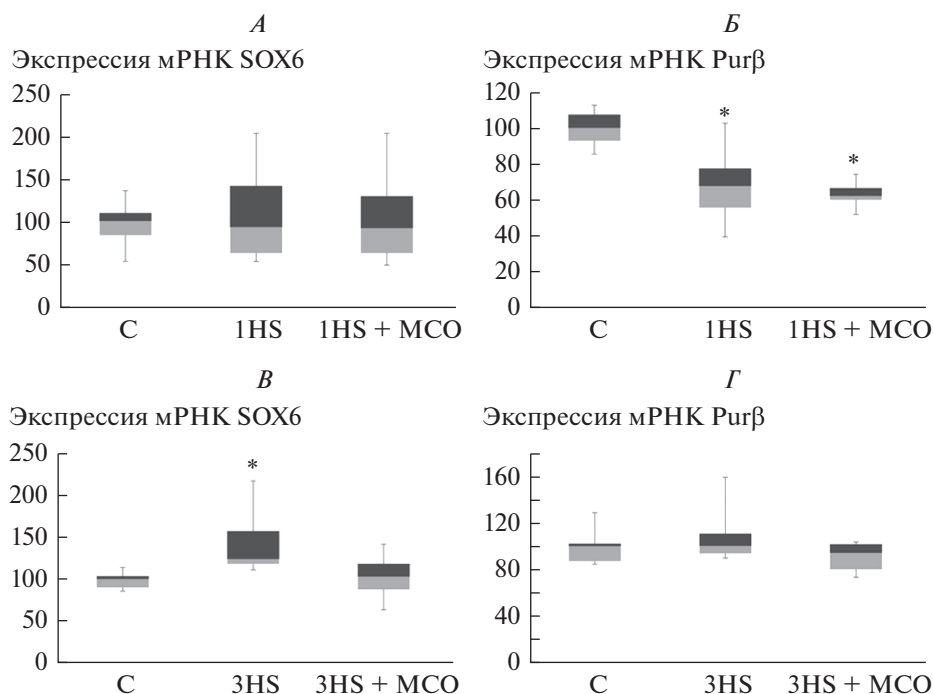 А
Экспрессия мРНК SOX6
250
200
150
100
50
0
*
*
C
1HS
1HS + MCO
Б
Экспрессия мРНК Purβ
120
100
80
60
40
20
0
C
1HS
1HS + MCO
В
Экспрессия мРНК SOX6
250
200
150
100
50
0
*
C
3HS
3HS + MCO
Г
Экспрессия мРНК Purβ
160
120
80
40
0
C
3HS
3HS + MCO